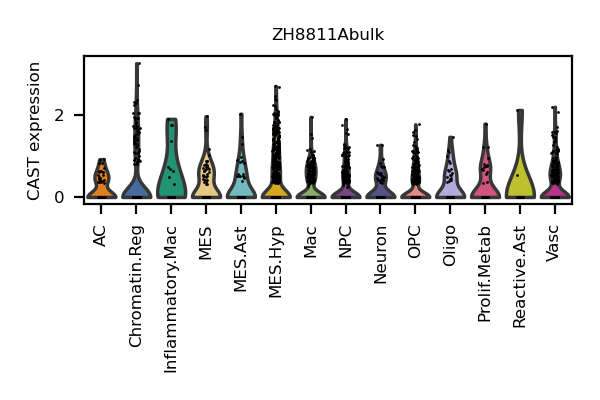 ZH8811Abulk
CAST expression
2
0
AC
Chromatin.Reg
Inflammatory.Mac
MES
MES.Ast
MES.Hyp
Mac
NPC
Neuron
OPC
Oligo
Prolif.Metab
Reactive.Ast
Vasc